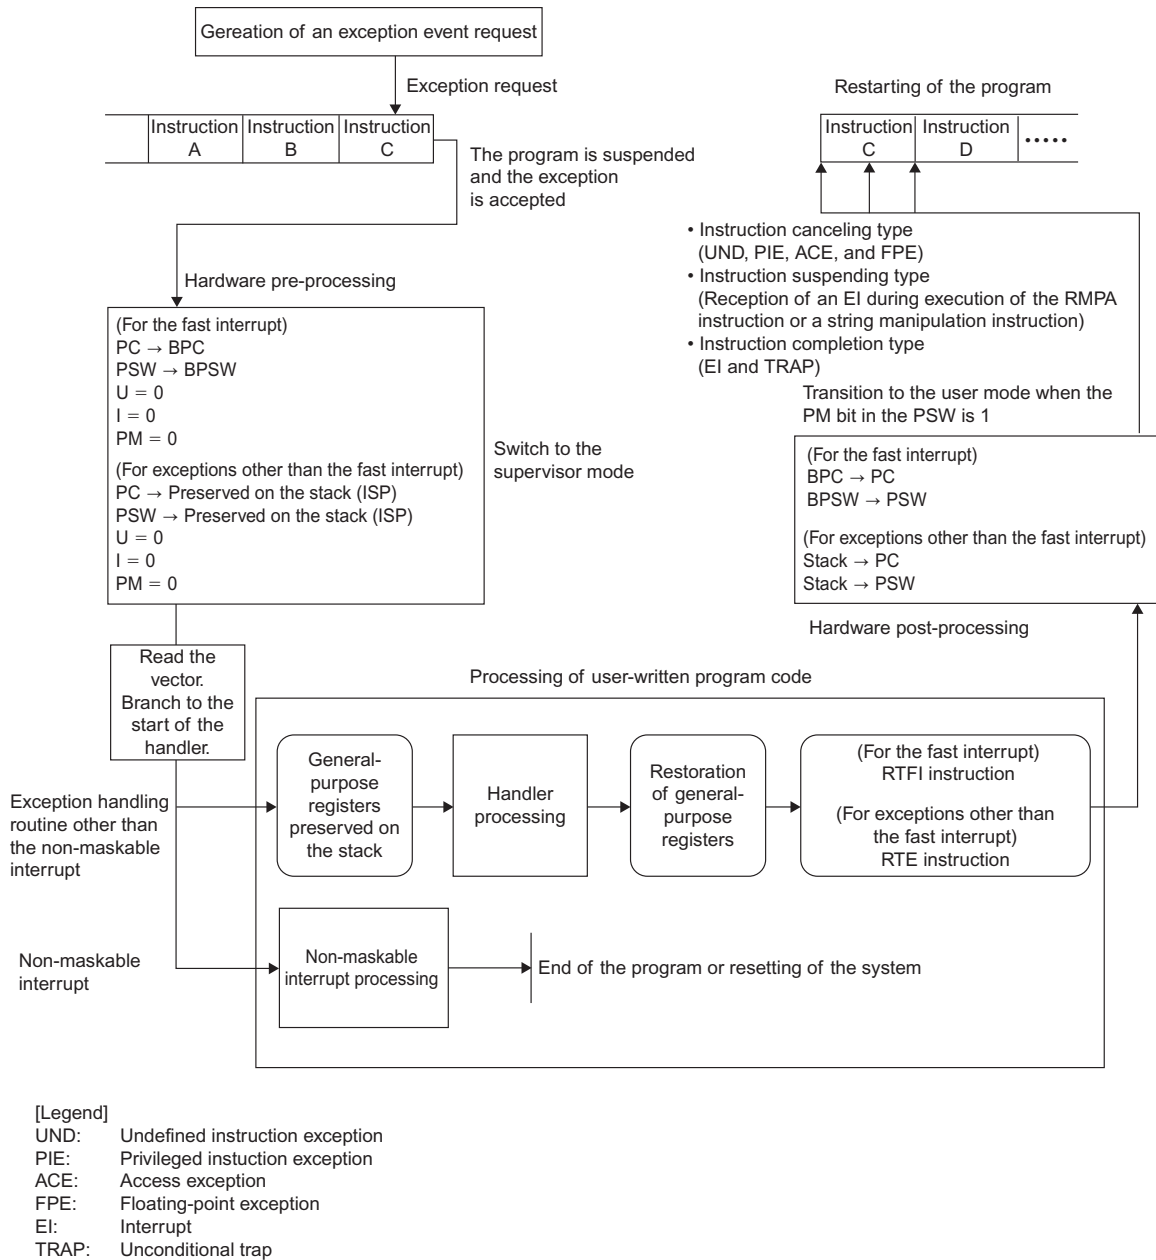 Gereation of an exception event request
Exception request
Instruction
A
Instruction
B
Instruction
C
The program is suspended
and the exception
is accepted
Hardware pre-processing
(For the fast interrupt)
PC → BPC
PSW → BPSW
U = 0
I = 0
PM = 0
(For exceptions other than the fast interrupt)
PC → Preserved on the stack (ISP)
PSW → Preserved on the stack (ISP)
U = 0
I = 0
PM = 0
Switch to the
supervisor mode
Restarting of the program
Instruction
C
Instruction
D
•••••
• Instruction canceling type
(UND, PIE, ACE, and FPE)
• Instruction suspending type
(Reception of an EI during execution of the RMPA
instruction or a string manipulation instruction)
• Instruction completion type
(EI and TRAP)
Transition to the user mode when the
PM bit in the PSW is 1
(For the fast interrupt)
BPC → PC
BPSW → PSW
(For exceptions other than the fast interrupt)
Stack → PC
Stack → PSW
Hardware post-processing
Read the
vector.
Branch to the
start of the
handler.
Processing of user-written program code
Exception handling
routine other than
the non-maskable
interrupt
General-
purpose
registers
preserved on
the stack
Handler
processing
Restoration
of general-
purpose
registers
(For the fast interrupt)
RTFI instruction
(For exceptions other than
the fast interrupt)
RTE instruction
Non-maskable
interrupt
Non-maskable
interrupt processing
End of the program or resetting of the system
[Legend]
UND: Undefined instruction exception
PIE: Privileged instuction exception
ACE: Access exception
FPE: Floating-point exception
EI: Interrupt
TRAP: Unconditional trap